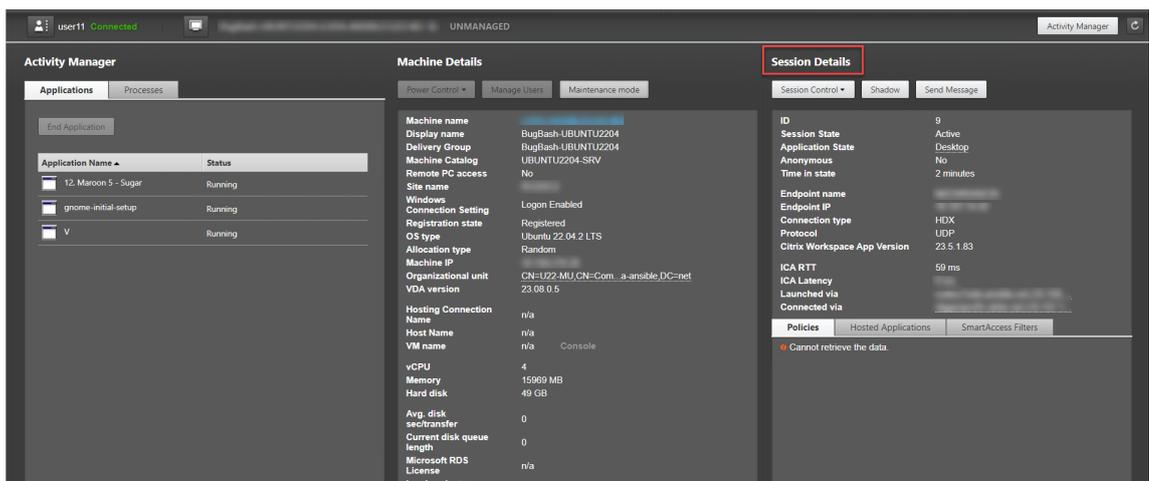 user11 Connected
UNMANAGED
Activity Manager
Activity Manager
Applications Processes
End Application
Application Name Status
12. Maroon 5 - Sugar Running
gnome-initial-setup Running
V Running
Machine Details
Power Control Manage Users Maintenance mode
Machine name
Display name BugBash-UBUNTU2204
Delivery Group BugBash-UBUNTU2204
Machine Catalog UBUNTU2204-SRV
Remote PC access No
Site name
Windows
Connection Setting Logon Enabled
Registration state Registered
OS type Ubuntu 22.04.2 LTS
Allocation type Random
Machine IP
Organizational unit CN=U22-MU,CN=Com...a-ansible,DC=net
VDA version 23.08.0.5
Hosting Connection
Name n/a
Host Name n/a
VM name n/a Console
vCPU 4
Memory 15969 MB
Hard disk 49 GB
Avg. disk
sec/transfer 0
Current disk queue
length 0
Microsoft RDS
License n/a
Session Details
Session Control Shadow Send Message
ID 9
Session State Active
Application State Desktop
Anonymous No
Time in state 2 minutes
Endpoint name
Endpoint IP
Connection type HDX
Protocol UDP
Citrix Workspace App Version 23.5.1.83
ICA RTT 59 ms
ICA Latency
Launched via
Connected via
Policies Hosted Applications SmartAccess Filters
Cannot retrieve the data.